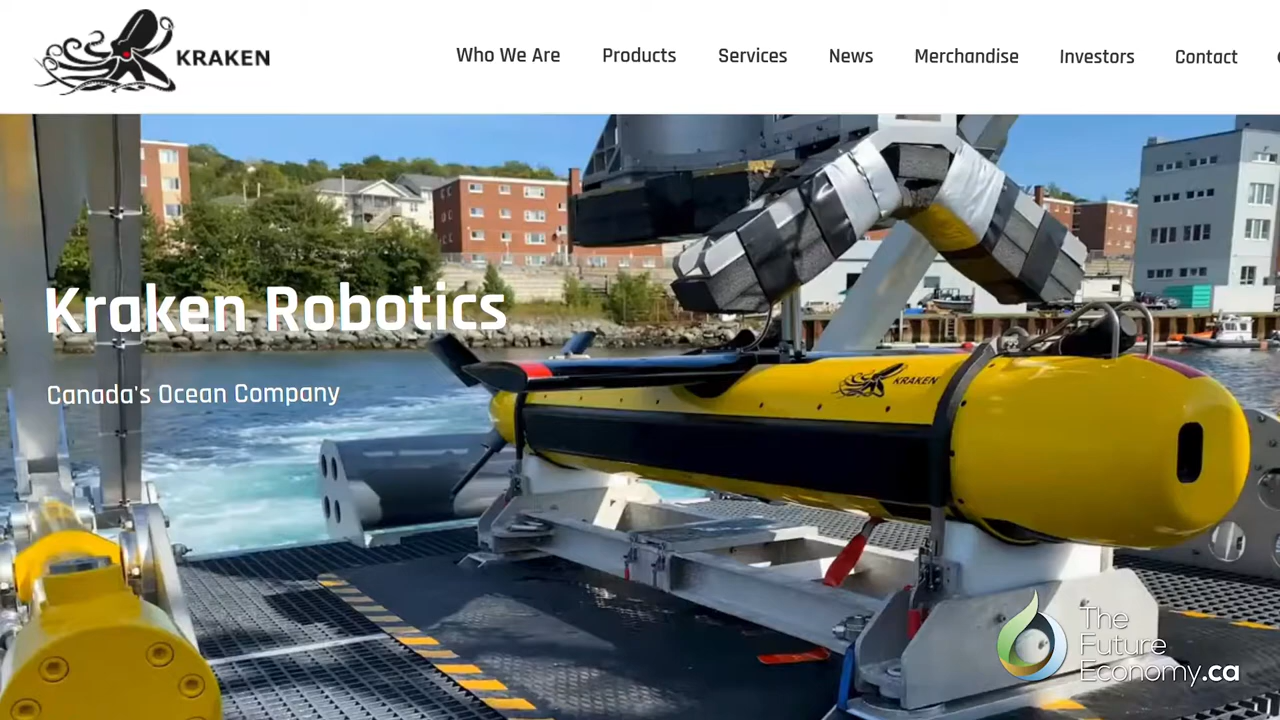 KRAKEN
Who We Are
Products
Services
News
Merchandise
Investors
Contact
Kraken Robotics
Canada's Ocean Company
KRAKEN
The
Future
Economy.ca